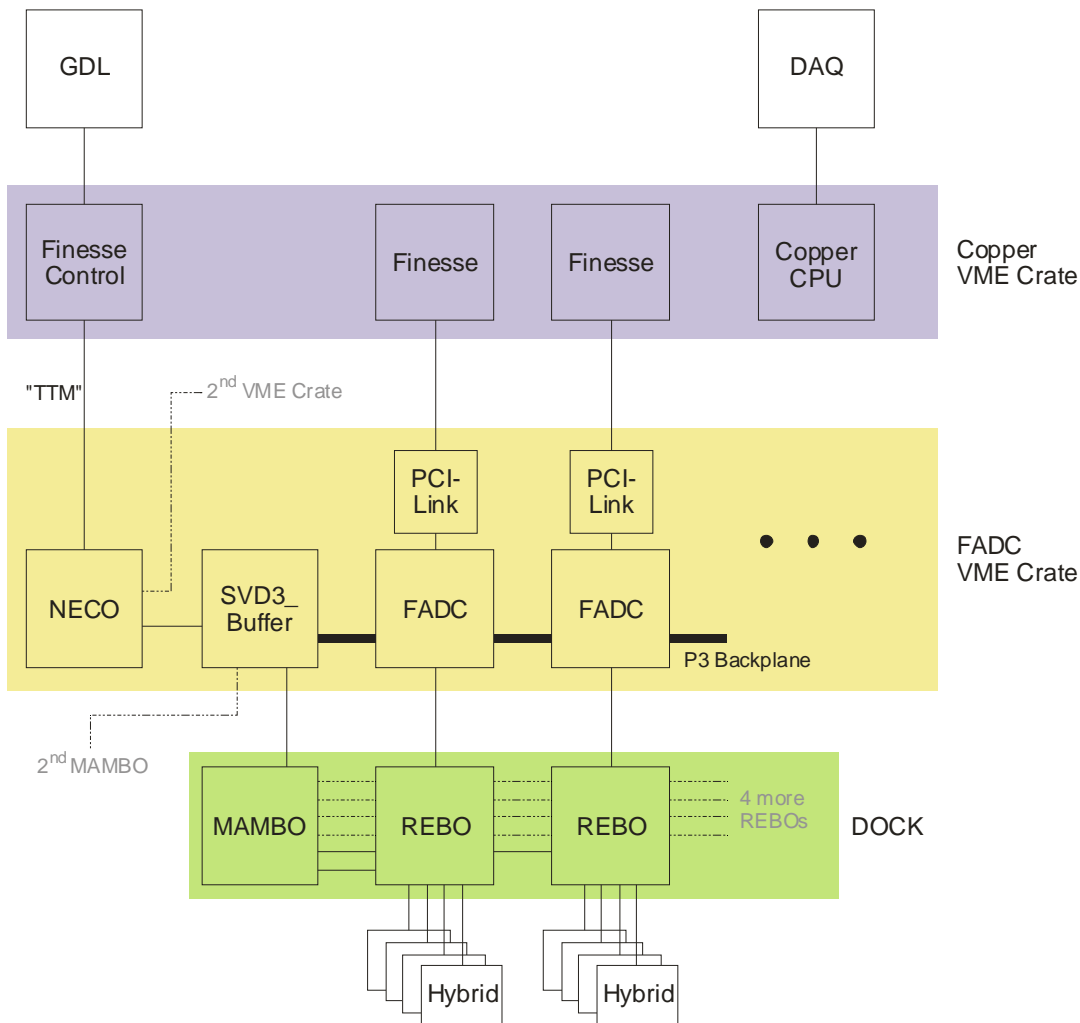 GDL
DAQ
Finesse
Control
Finesse
Finesse
Copper
CPU
Copper
VME Crate
"TTM"
2nd VME Crate
PCI-
Link
PCI-
Link
NECO
SVD3_
Buffer
FADC
FADC
• • •
FADC
VME Crate
P3 Backplane
2nd MAMBO
MAMBO
REBO
REBO
4 more
REBOs
DOCK
Hybrid
Hybrid